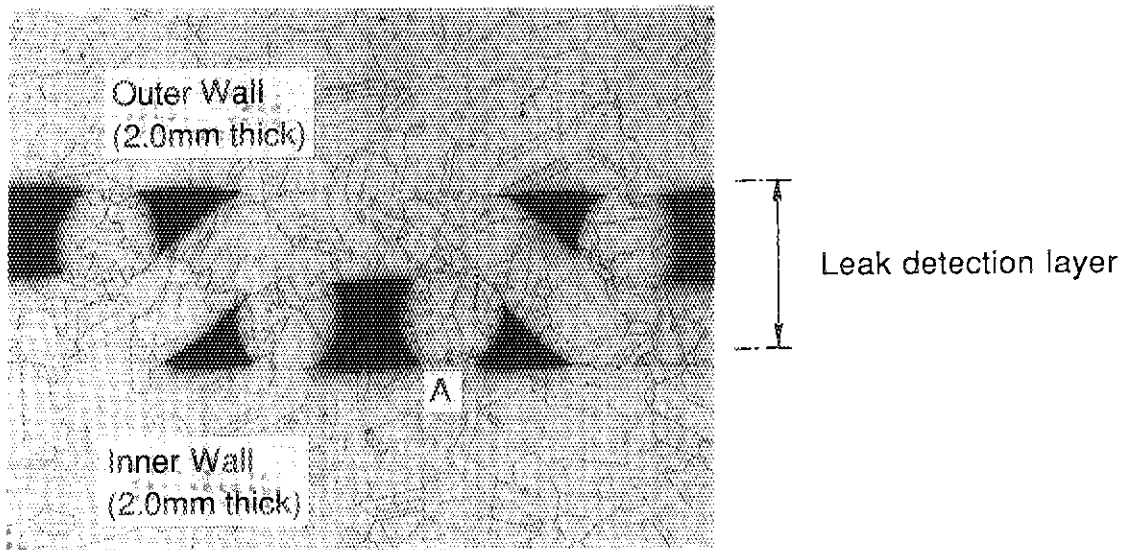 Outer Wall
(2.0mm thick)
Leak detection layer
A
Inner Wall
(2.0mm thick)